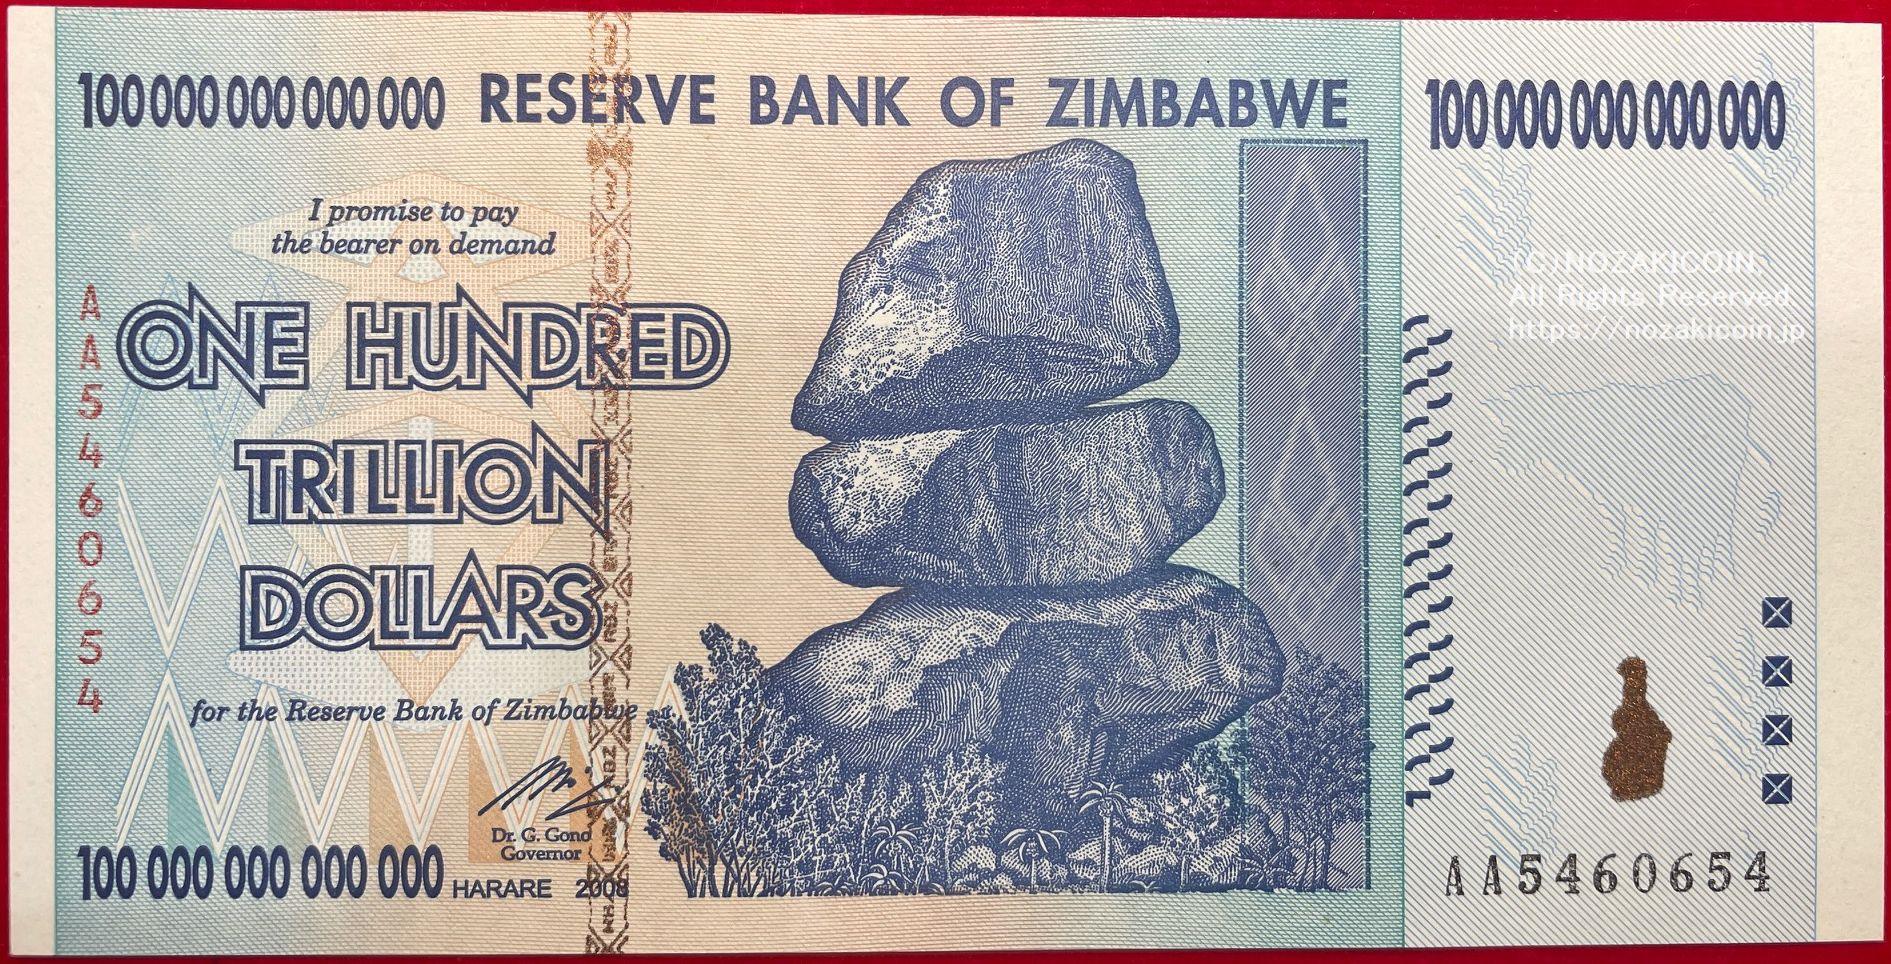 100 000 000 000 000
RESERVE BANK OF ZIMBABWE
100 000 000 000 000
I promise to pay
the bearer on demand
ONE HUNDRED
TRILLION
DOLLARS
for the Reserve Bank of Zimbabwe
Dr. G. Gono
Governor
100 000 000 000 000
HARARE 2008
AA5460654
(C)NOZAKICOIN.
All Rights Reserved.
https://nozakicoin.jp
AA5460654